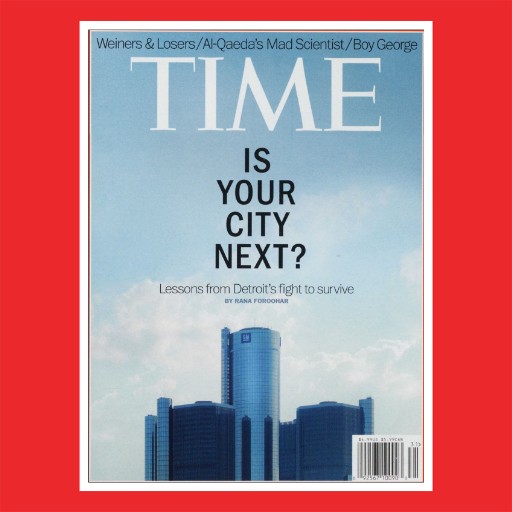 Weiners & Losers/Al-Qaeda's Mad Scientist/Boy George
TIME
IS
YOUR
CITY
NEXT?
Lessons from Detroit's fight to survive
BY RANA FOROOHAR
GM